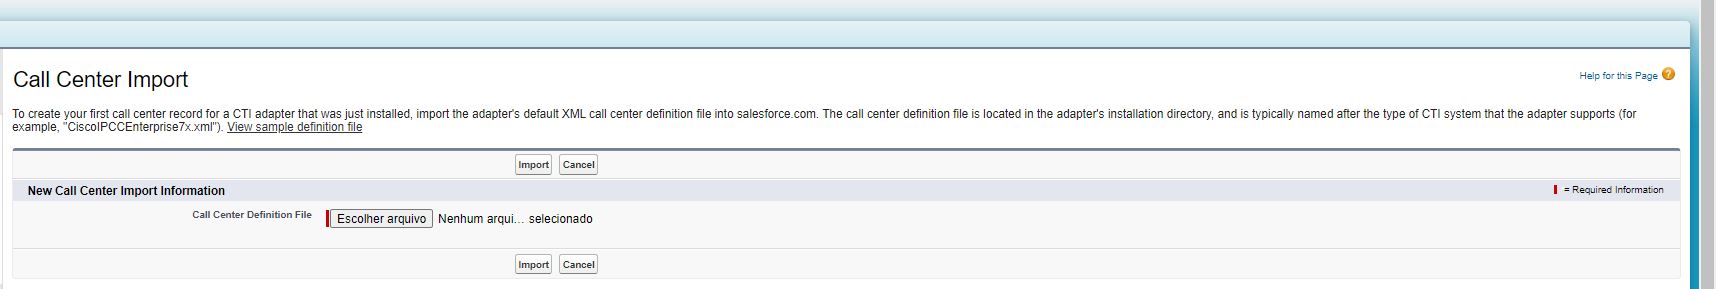 Call Center Import
Help for this Page ?
To create your first call center record for a CTI adapter that was just installed, import the adapter's default XML call center definition file into salesforce.com. The call center definition file is located in the adapter's installation directory, and is typically named after the type of CTI system that the adapter supports (for
example, "CiscoIPCCEnterprise7x.xml"). View sample definition file
Import Cancel
New Call Center Import Information
= Required Information
Call Center Definition File Escolher arquivo Nenhum arqui... selecionado
Import Cancel